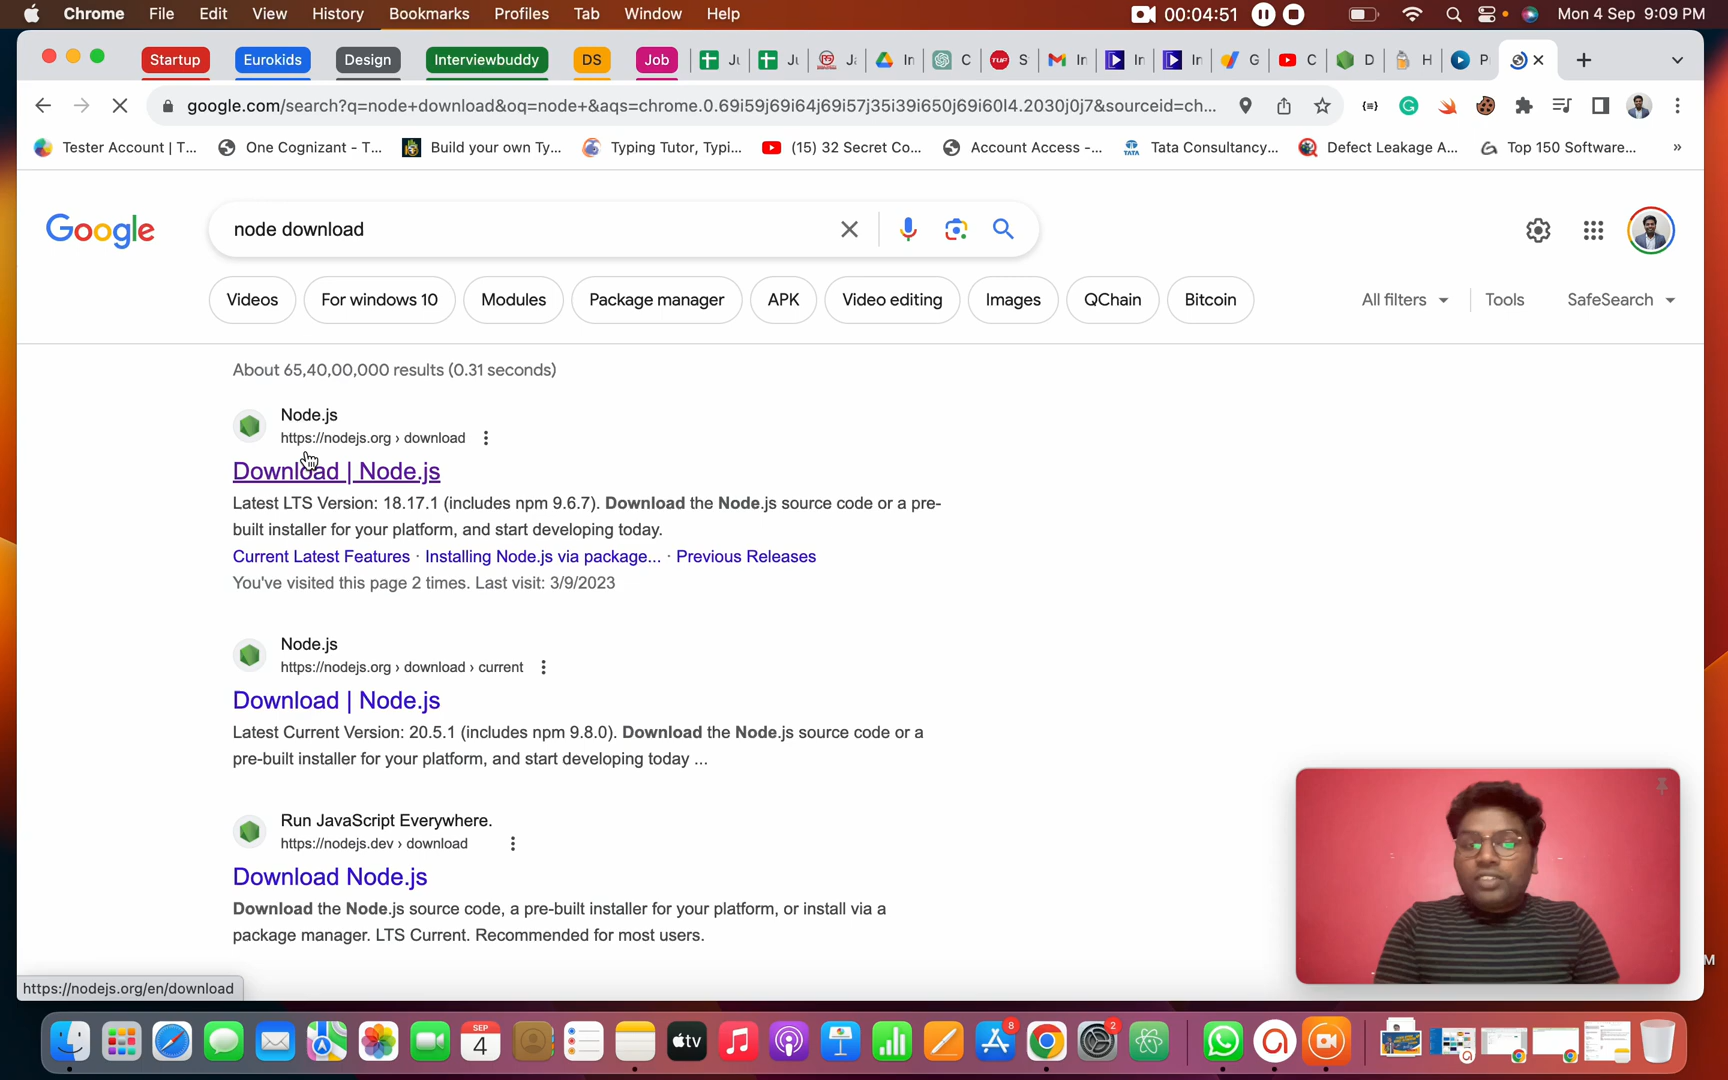 Chrome File Edit View History Bookmarks Profiles Tab Window Help 00:04:51 Mon 4 Sep 9:09 PM
Startup Eurokids Design Interviewbuddy DS Job
google.com/search?q=node+download&oq=node+&aqs=chrome.0.69i59j69i64j69i57j35i39i650j69i60l4.2030j0j7&sourceid=ch...
Tester Account | T... One Cognizant - T... Build your own Ty... Typing Tutor, Typi... (15) 32 Secret Co... Account Access -... Tata Consultancy... Defect Leakage A... Top 150 Software... »
Google node download
Videos For windows 10 Modules Package manager APK Video editing Images QChain Bitcoin All filters Tools SafeSearch
About 65,40,00,000 results (0.31 seconds)
Node.js
https://nodejs.org › download
Download | Node.js
Latest LTS Version: 18.17.1 (includes npm 9.6.7). Download the Node.js source code or a pre-
built installer for your platform, and start developing today.
Current Latest Features · Installing Node.js via package... · Previous Releases
You've visited this page 2 times. Last visit: 3/9/2023
Node.js
https://nodejs.org › download › current
Download | Node.js
Latest Current Version: 20.5.1 (includes npm 9.8.0). Download the Node.js source code or a
pre-built installer for your platform, and start developing today ...
Run JavaScript Everywhere.
https://nodejs.dev › download
Download Node.js
Download the Node.js source code, a pre-built installer for your platform, or install via a
package manager. LTS Current. Recommended for most users.
https://nodejs.org/en/download
SEP
4
tv
8
2